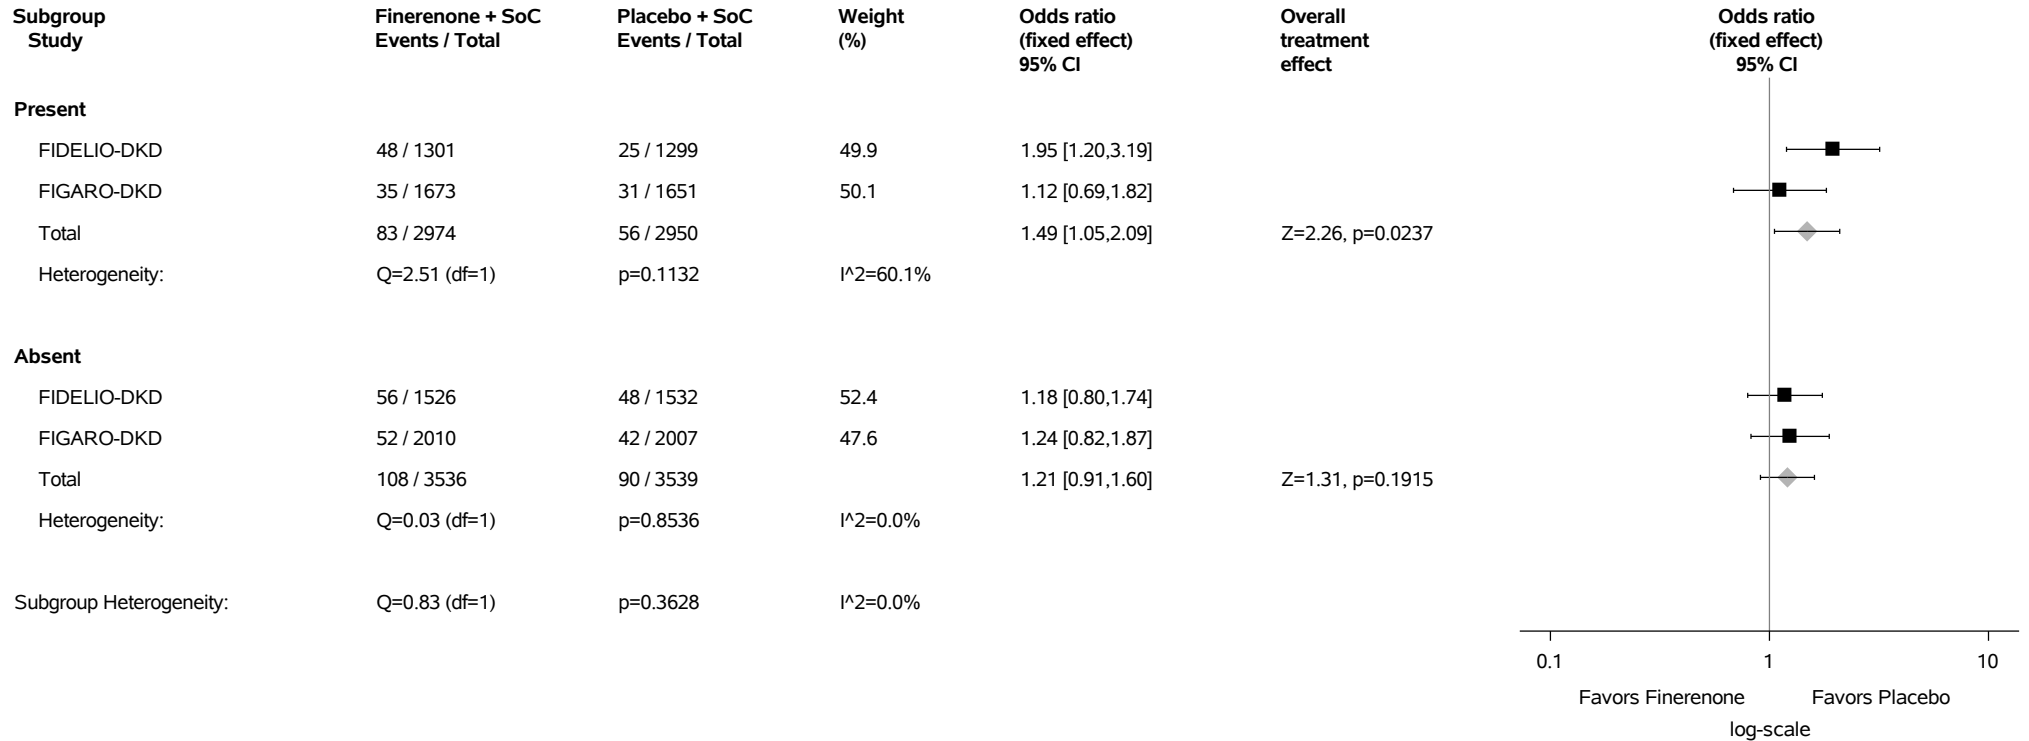 Subgroup Finerenone + SoC Placebo + SoC Weight Odds ratio Overall Odds ratio
Study Events / Total Events / Total (%) (fixed effect) treatment (fixed effect)
95% CI effect 95% CI
Present
FIDELIO-DKD 48 / 1301 25 / 1299 49.9 1.95 [1.20,3.19]
FIGARO-DKD 35 / 1673 31 / 1651 50.1 1.12 [0.69,1.82]
Total 83 / 2974 56 / 2950 1.49 [1.05,2.09] Z=2.26, p=0.0237
Heterogeneity: Q=2.51 (df=1) p=0.1132 I^2=60.1%
Absent
FIDELIO-DKD 56 / 1526 48 / 1532 52.4 1.18 [0.80,1.74]
FIGARO-DKD 52 / 2010 42 / 2007 47.6 1.24 [0.82,1.87]
Total 108 / 3536 90 / 3539 1.21 [0.91,1.60] Z=1.31, p=0.1915
Heterogeneity: Q=0.03 (df=1) p=0.8536 I^2=0.0%
Subgroup Heterogeneity: Q=0.83 (df=1) p=0.3628 I^2=0.0%
0.1 1 10
Favors Finerenone Favors Placebo
log-scale